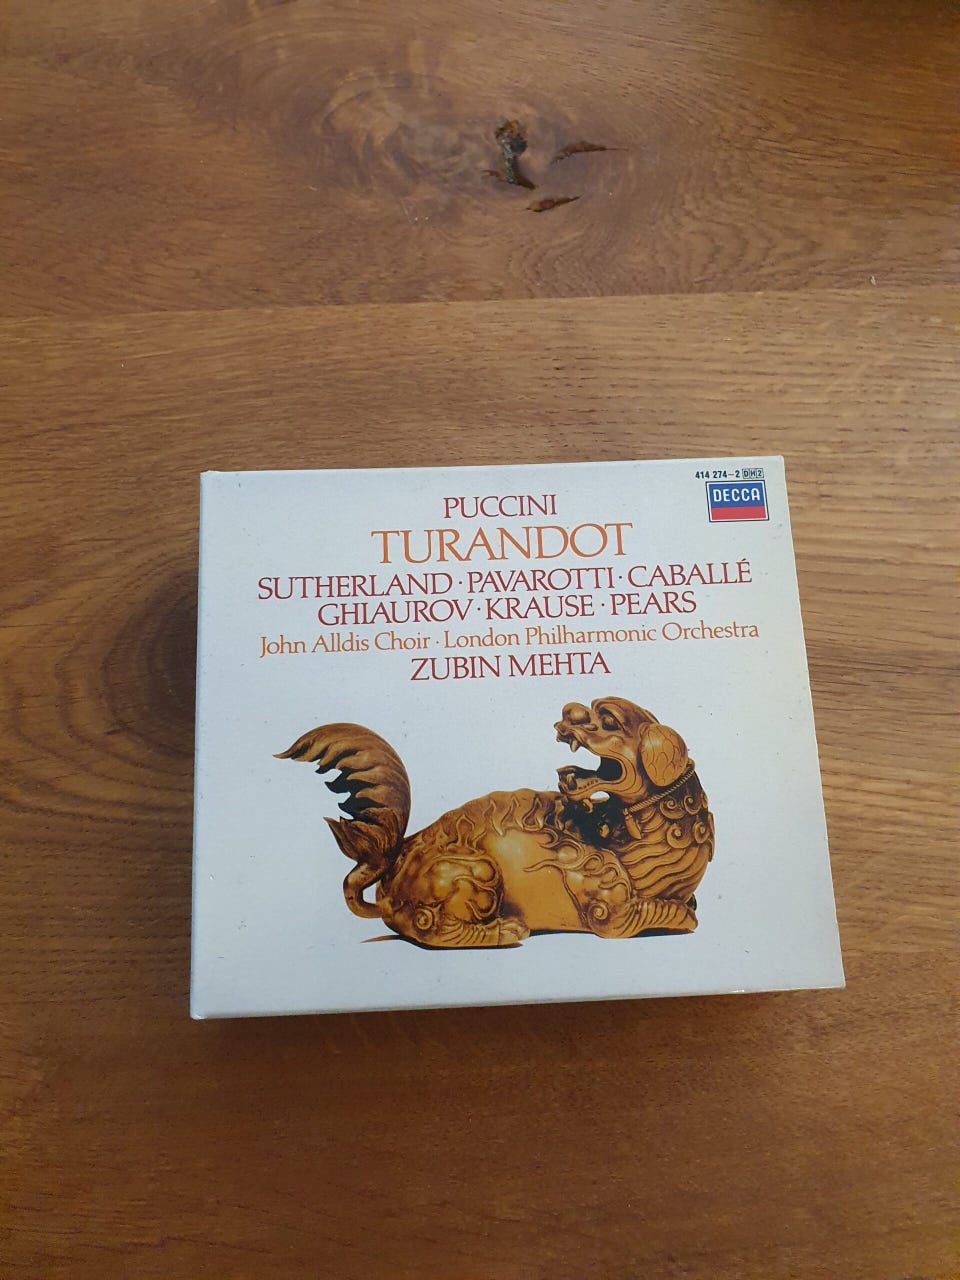 414 274-2 DH2
DECCA
PUCCINI
TURANDOT
SUTHERLAND · PAVAROTTI · CABALLÉ
GHIAUROV · KRAUSE · PEARS
John Alldis Choir · London Philharmonic Orchestra
ZUBIN MEHTA